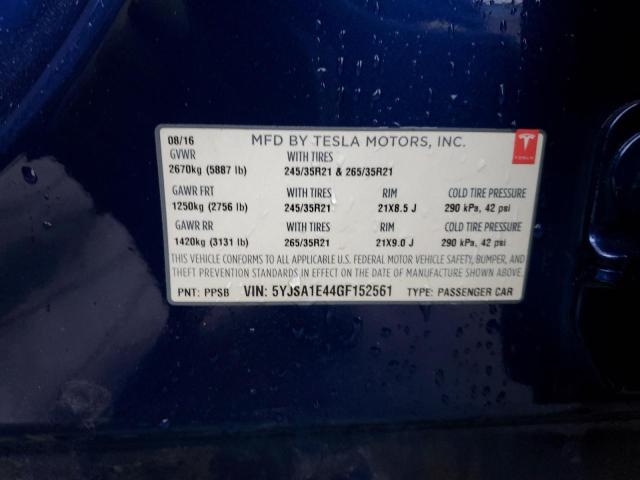 08/16 MFD BY TESLA MOTORS, INC.
GVWR WITH TIRES
2670kg (5887 lb) 245/35R21 & 265/35R21
TESLA
GAWR FRT WITH TIRES RIM COLD TIRE PRESSURE
1250kg (2756 lb) 245/35R21 21X8.5 J 290 kPa, 42 psi
GAWR RR WITH TIRES RIM COLD TIRE PRESSURE
1420kg (3131 lb) 265/35R21 21X9.0 J 290 kPa, 42 psi
THIS VEHICLE CONFORMS TO ALL APPLICABLE U.S. FEDERAL MOTOR VEHICLE SAFETY, BUMPER, AND
THEFT PREVENTION STANDARDS IN EFFECT ON THE DATE OF MANUFACTURE SHOWN ABOVE.
PNT: PPSB VIN: 5YJSA1E44GF152561 TYPE: PASSENGER CAR